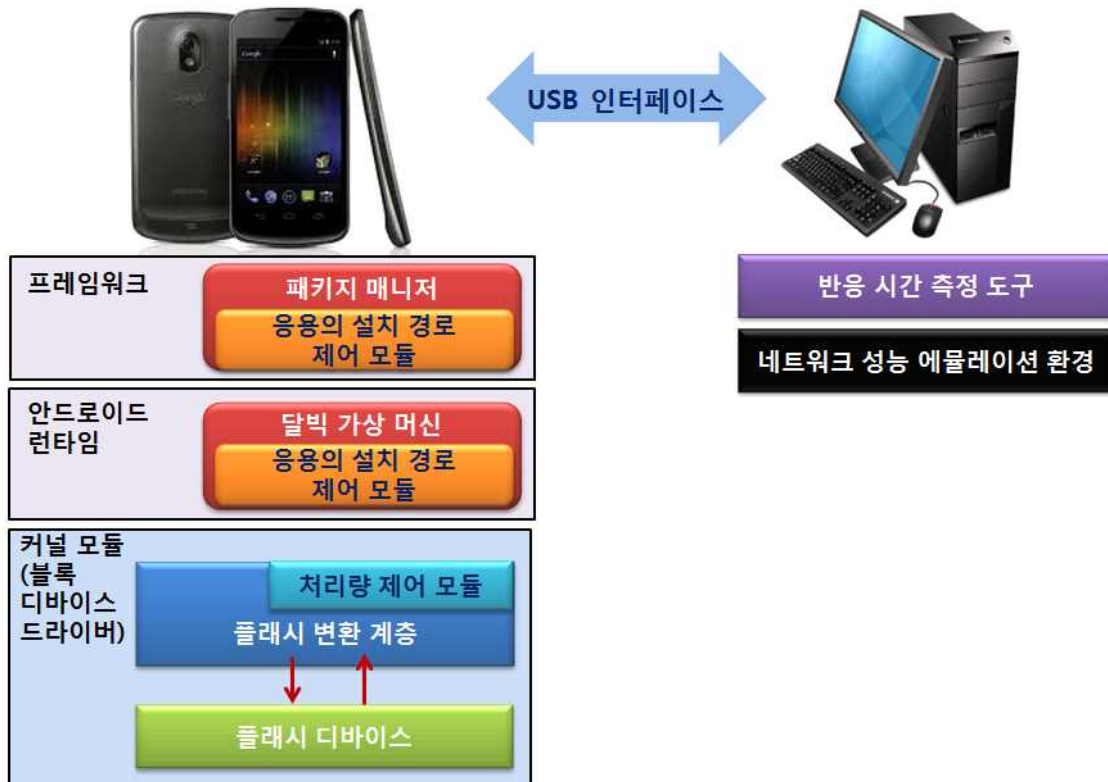 USB 인터페이스
프레임워크
패키지 매니저
응용의 설치 경로
제어 모듈
반응 시간 측정 도구
네트워크 성능 에뮬레이션 환경
안드로이드
런타임
달빅 가상 머신
응용의 설치 경로
제어 모듈
커널 모듈
(블록
디바이스
드라이버)
처리량 제어 모듈
플래시 변환 계층
플래시 디바이스